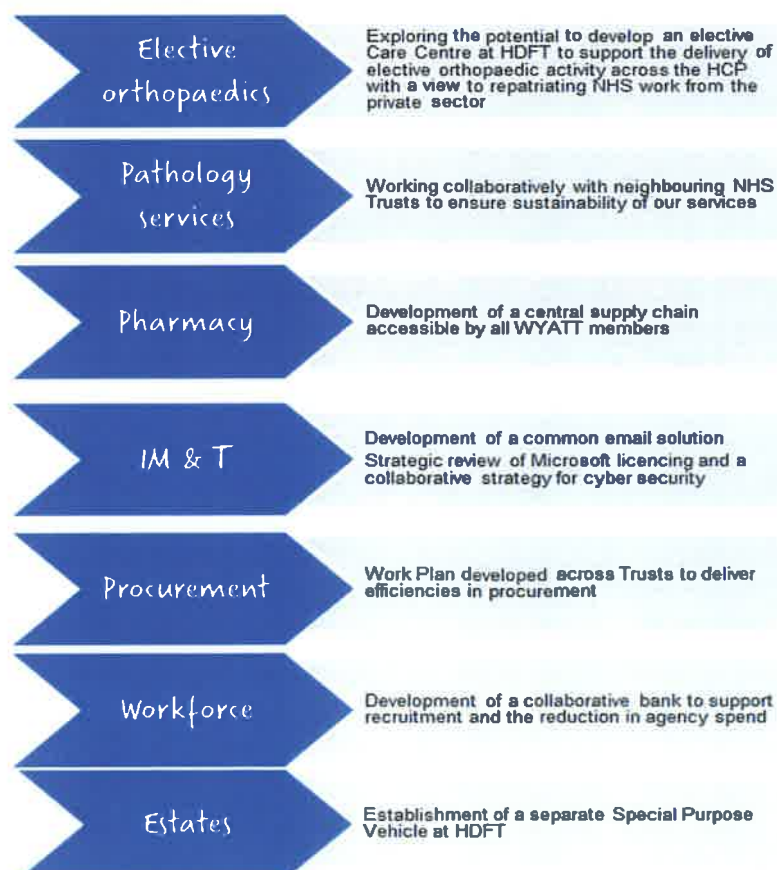 Elective
orthopaedics
Exploring the potential to develop an elective
Care Centre at HDFT to support the delivery of
elective orthopaedic activity across the HCP
with a view to repatriating NHS work from the
private sector
Pathology
services
Working collaboratively with neighbouring NHS
Trusts to ensure sustainability of our services
Pharmacy
Development of a central supply chain
accessible by all WYATT members
IM & T
Development of a common email solution
Strategic review of Microsoft licencing and a
collaborative strategy for cyber security
Procurement
Work Plan developed across Trusts to deliver
efficiencies in procurement
Workforce
Development of a collaborative bank to support
recruitment and the reduction in agency spend
Estates
Establishment of a separate Special Purpose
Vehicle at HDFT